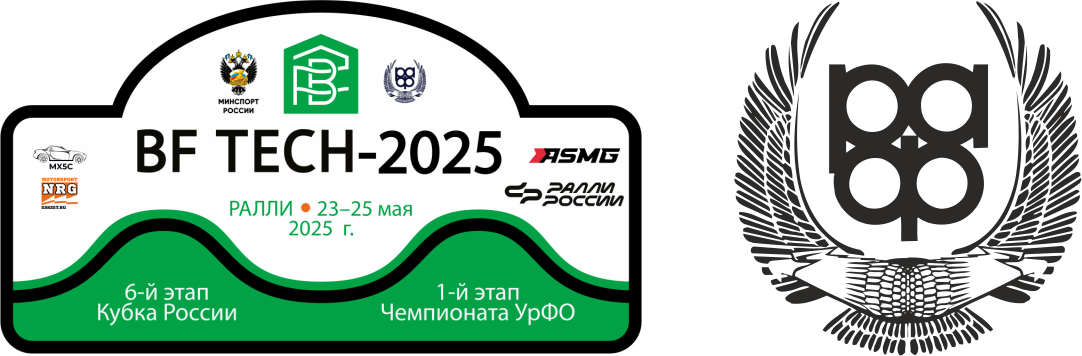 МИНСПОРТ
РОССИИ
BF TECH-2025
MX5C
MOTORSPORT
NRG
ASMG
РАЛЛИ
РОССИИ
РАЛЛИ • 23–25 мая
2025 г.
6-й этап
Кубка России
1-й этап
Чемпионата УрФО